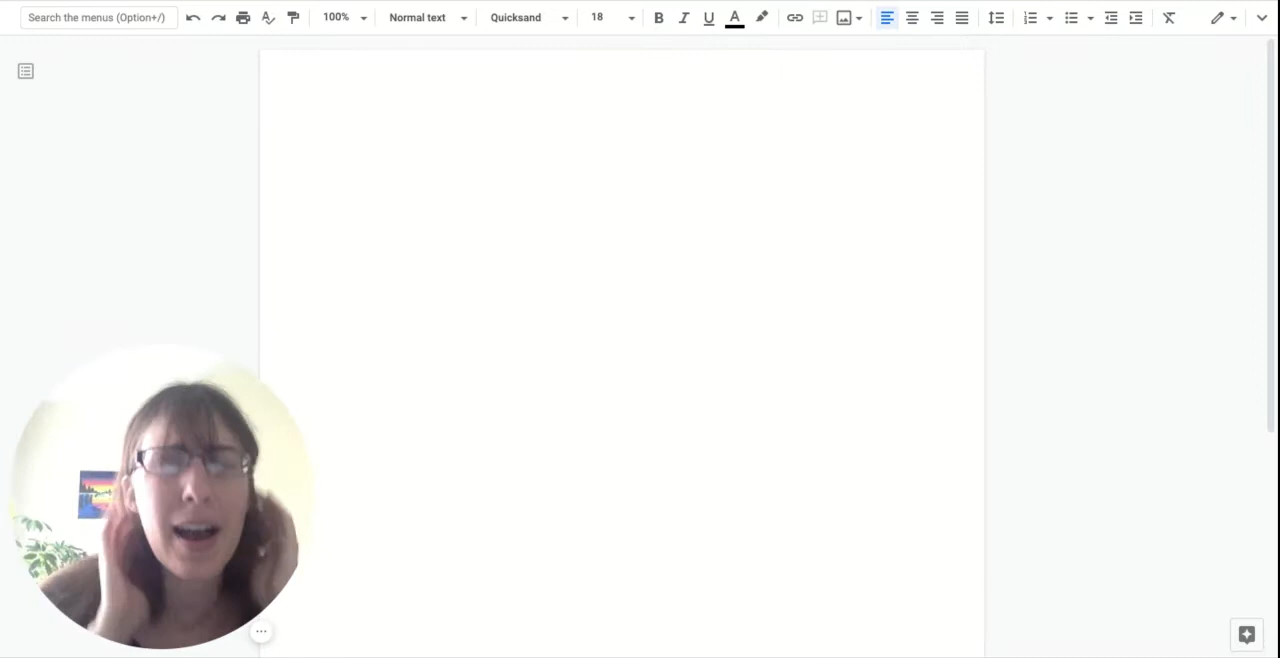 Search the menus (Option+/) 100% Normal text Quicksand 18 B I U A